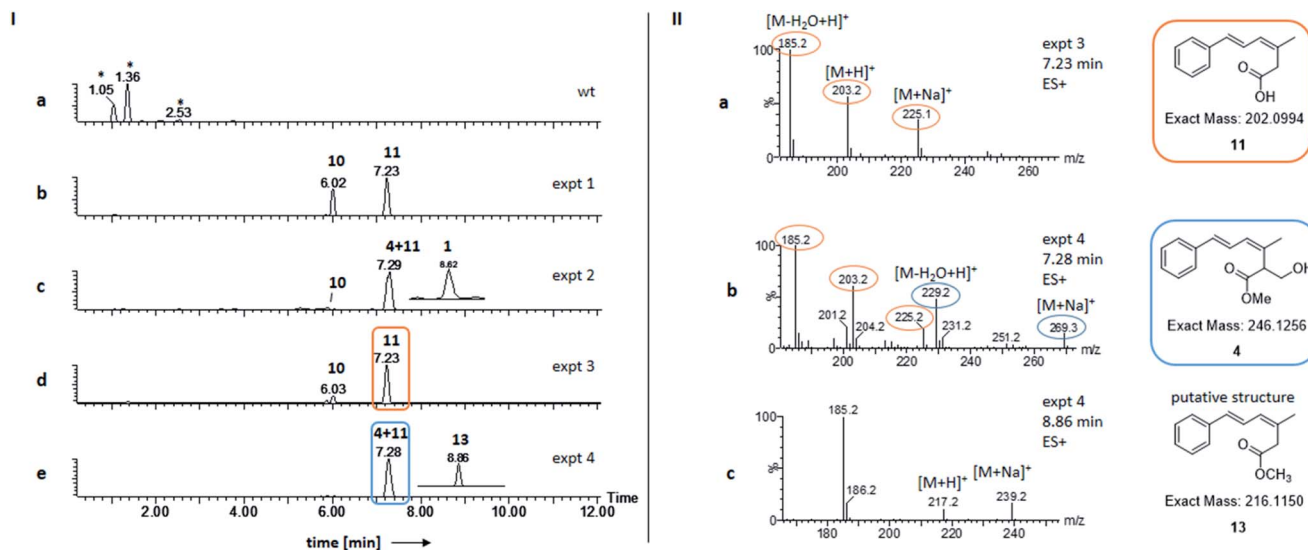 I
a
* 1.05
* 1.36
* 2.53
wt
b
10
6.02
11
7.23
expt 1
c
10
4+11
7.29
1
8.62
expt 2
d
10
6.03
11
7.23
expt 3
e
4+11
7.28
13
8.86
expt 4
2.00 4.00 6.00 8.00 10.00 12.00
Time
time [min]
II
a
[M-H2O+H]+
185.2
[M+H]+
203.2
[M+Na]+
225.1
expt 3
7.23 min
ES+
100
%
0
200 220 240 260 m/z
O
OH
Exact Mass: 202.0994
11
b
185.2
203.2
[M-H2O+H]+
229.2
[M+Na]+
269.3
201.2
204.2
225.2
231.2
251.2
expt 4
7.28 min
ES+
100
%
0
200 220 240 260 m/z
OH
O
OMe
Exact Mass: 246.1256
4
c
185.2
186.2
[M+H]+
217.2
[M+Na]+
239.2
expt 4
8.86 min
ES+
100
%
0
180 200 220 240 260 m/z
putative structure
O
OCH3
Exact Mass: 216.1150
13